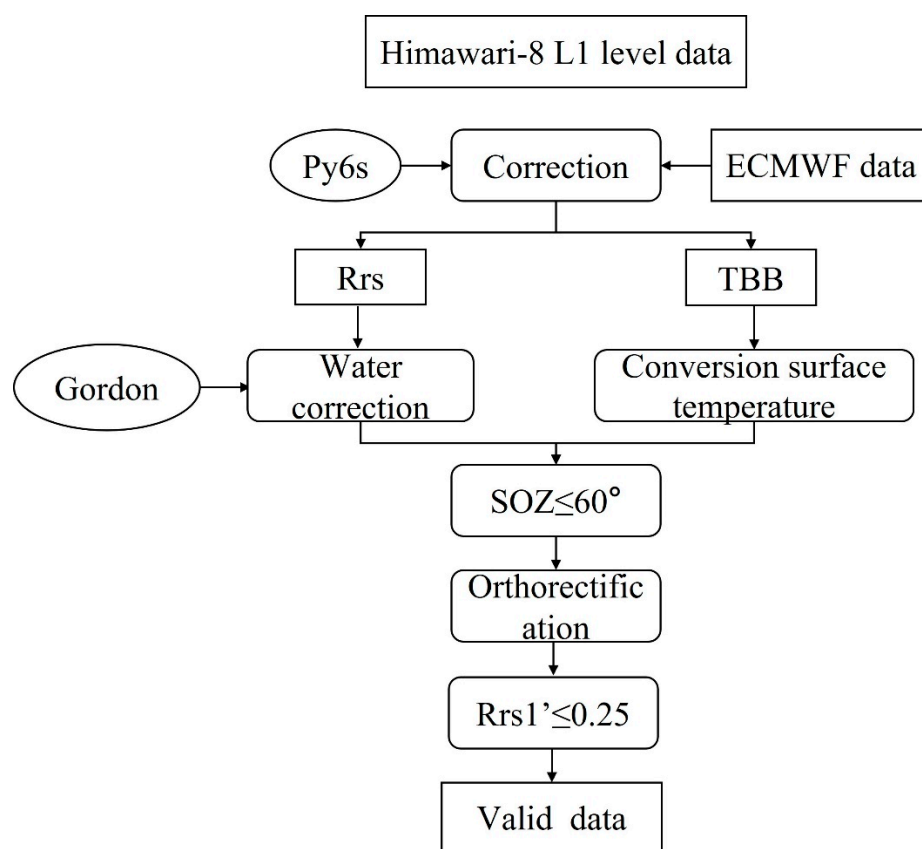 Himawari-8 L1 level data
Py6s
Correction
ECMWF data
Rrs
TBB
Gordon
Water
correction
Conversion surface
temperature
SOZ≤60°
Orthorectific
ation
Rrs1’≤0.25
Valid data